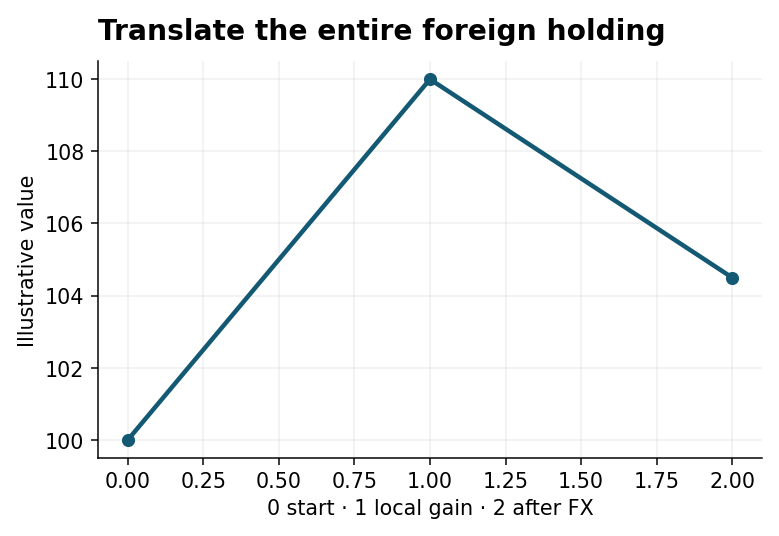 Translate the entire foreign holding
Illustrative value
110
108
106
104
102
100
0.00 0.25 0.50 0.75 1.00 1.25 1.50 1.75 2.00
0 start · 1 local gain · 2 after FX